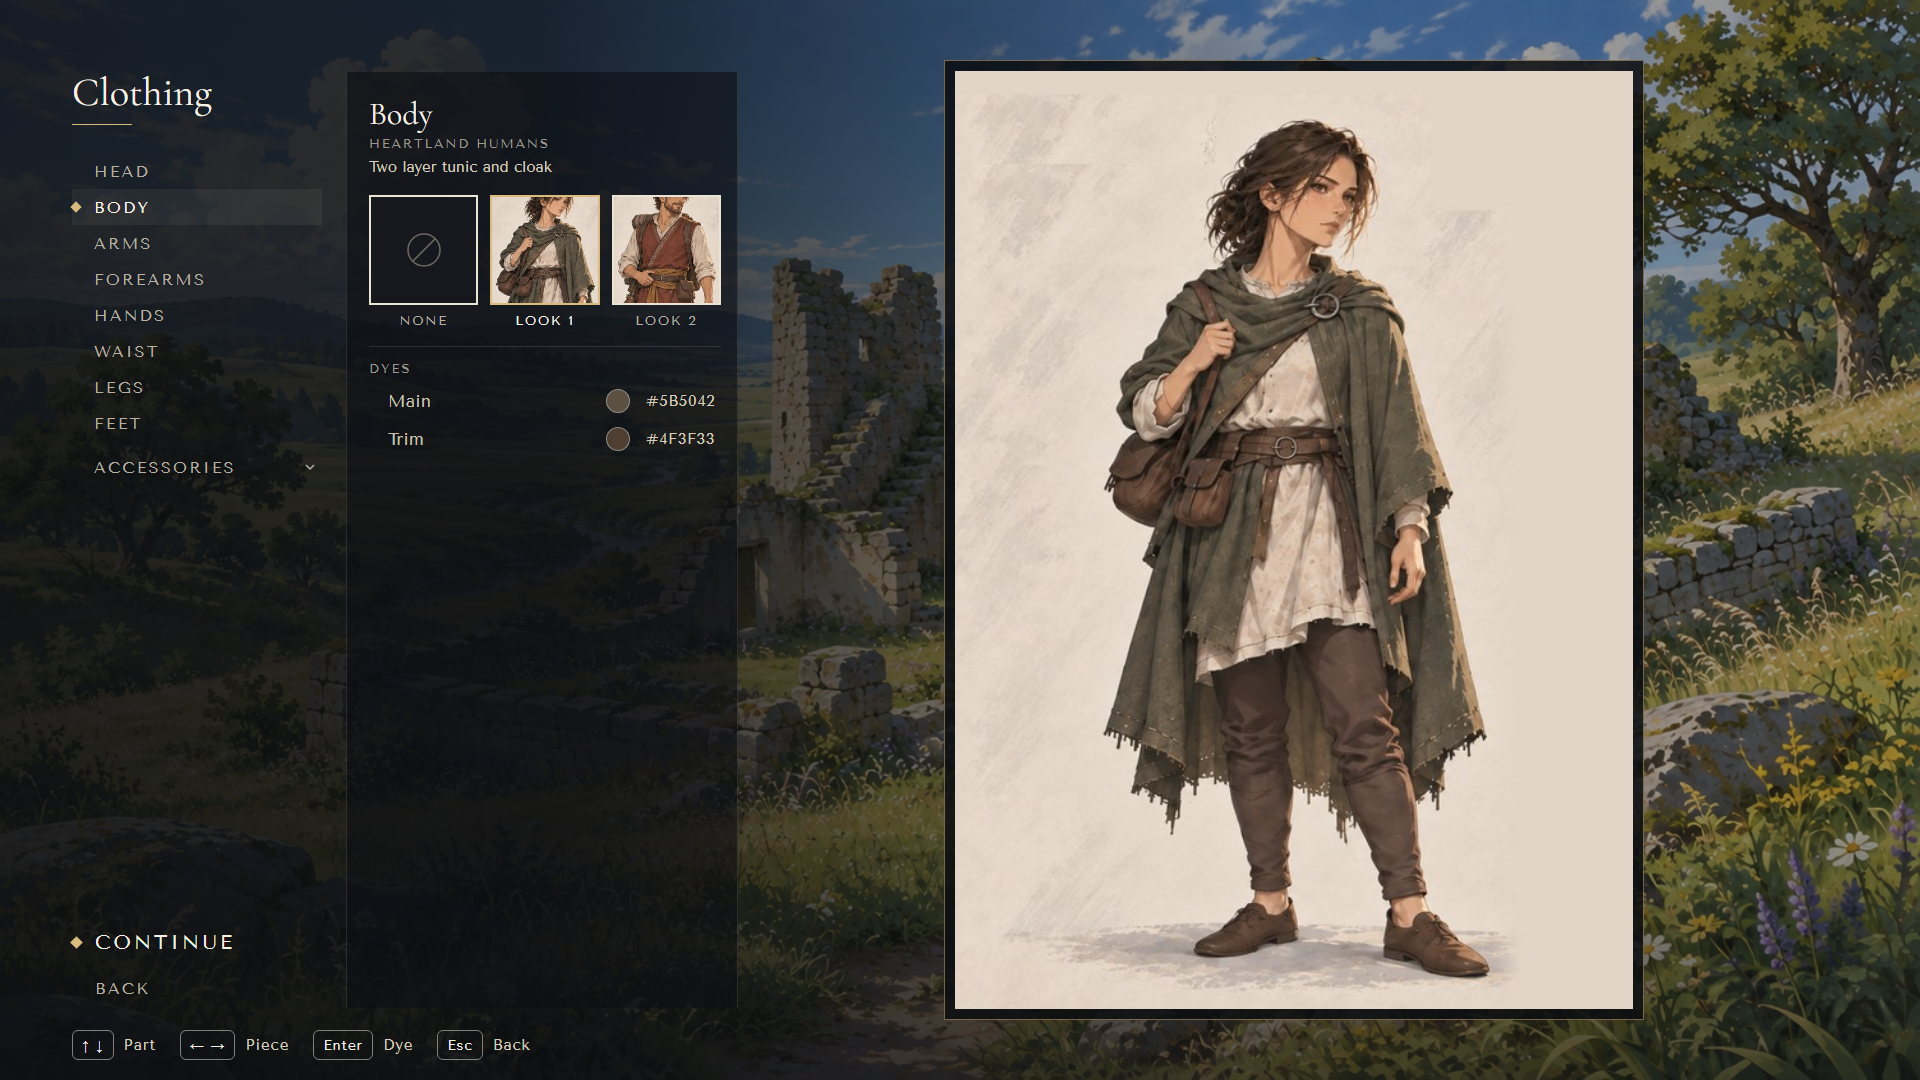 Clothing
HEAD
BODY
ARMS
FOREARMS
HANDS
WAIST
LEGS
FEET
ACCESSORIES
CONTINUE
BACK
Body
HEARTLAND HUMANS
Two layer tunic and cloak
NONE
LOOK 1
LOOK 2
DYES
Main #5B5042
Trim #4F3F33
↑ ↓ Part ← → Piece Enter Dye Esc Back